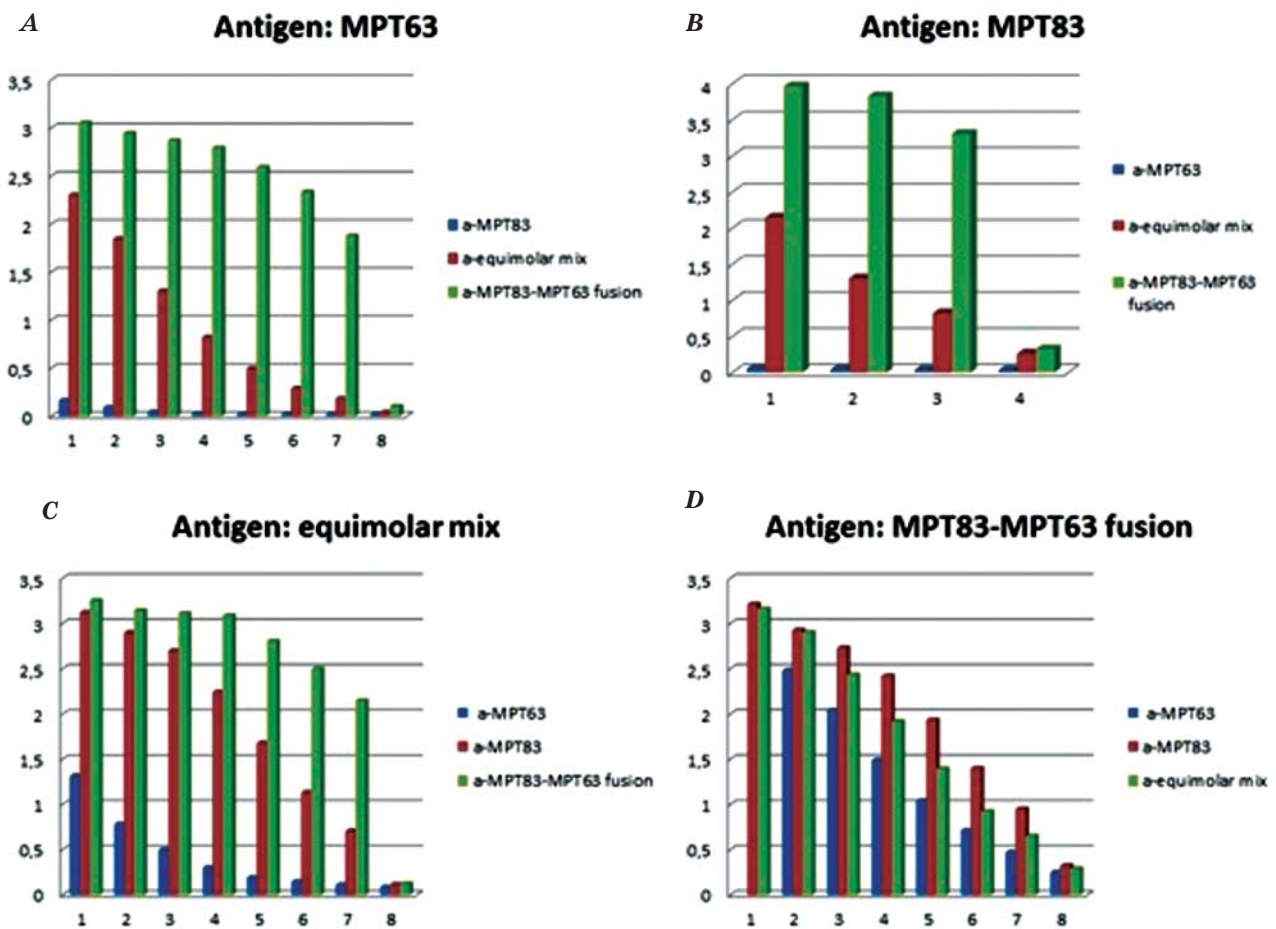 A
Antigen: MPT63
3,5
3
2,5
2
1,5
1
0,5
0
1 2 3 4 5 6 7 8
a-MPT83
a-equimolar mix
a-MPT83-MPT63 fusion
B
Antigen: MPT83
4
3,5
3
2,5
2
1,5
1
0,5
0
1 2 3 4
a-MPT63
a-equimolar mix
a-MPT83-MPT63
fusion
C
Antigen: equimolar mix
3,5
3
2,5
2
1,5
1
0,5
0
1 2 3 4 5 6 7 8
a-MPT63
a-MPT83
a-MPT83-MPT63 fusion
D
Antigen: MPT83-MPT63 fusion
3,5
3
2,5
2
1,5
1
0,5
0
1 2 3 4 5 6 7 8
a-MPT63
a-MPT83
a-equimolar mix